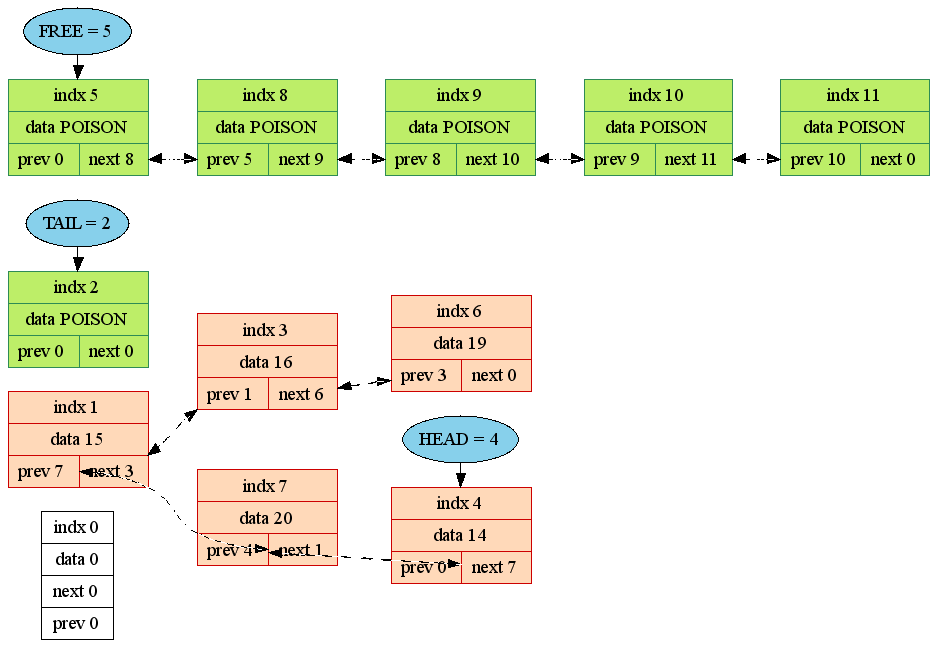 FREE = 5
indx 5
data POISON
prev 0 next 8
indx 8
data POISON
prev 5 next 9
indx 9
data POISON
prev 8 next 10
indx 10
data POISON
prev 9 next 11
indx 11
data POISON
prev 10 next 0
TAIL = 2
indx 2
data POISON
prev 0 next 0
indx 3
data 16
prev 1 next 6
indx 6
data 19
prev 3 next 0
indx 1
data 15
prev 7 next 3
HEAD = 4
indx 7
data 20
prev 4 next 1
indx 4
data 14
prev 0 next 7
indx 0
data 0
next 0
prev 0